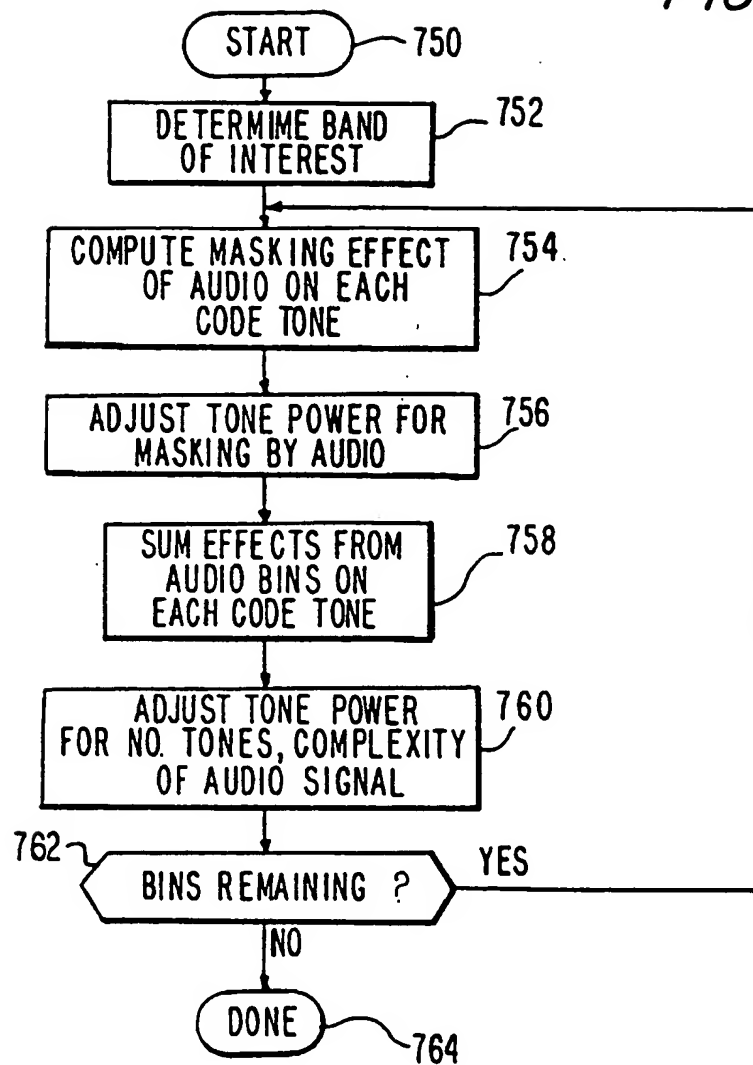 START
750
DETERMIME BAND
OF INTEREST
752
COMPUTE MASKING EFFECT
OF AUDIO ON EACH
CODE TONE
754
ADJUST TONE POWER FOR
MASKING BY AUDIO
756
SUM EFFECTS FROM
AUDIO BINS ON
EACH CODE TONE
758
ADJUST TONE POWER
FOR NO. TONES, COMPLEXITY
OF AUDIO SIGNAL
760
762
BINS REMAINING ?
YES
NO
DONE
764